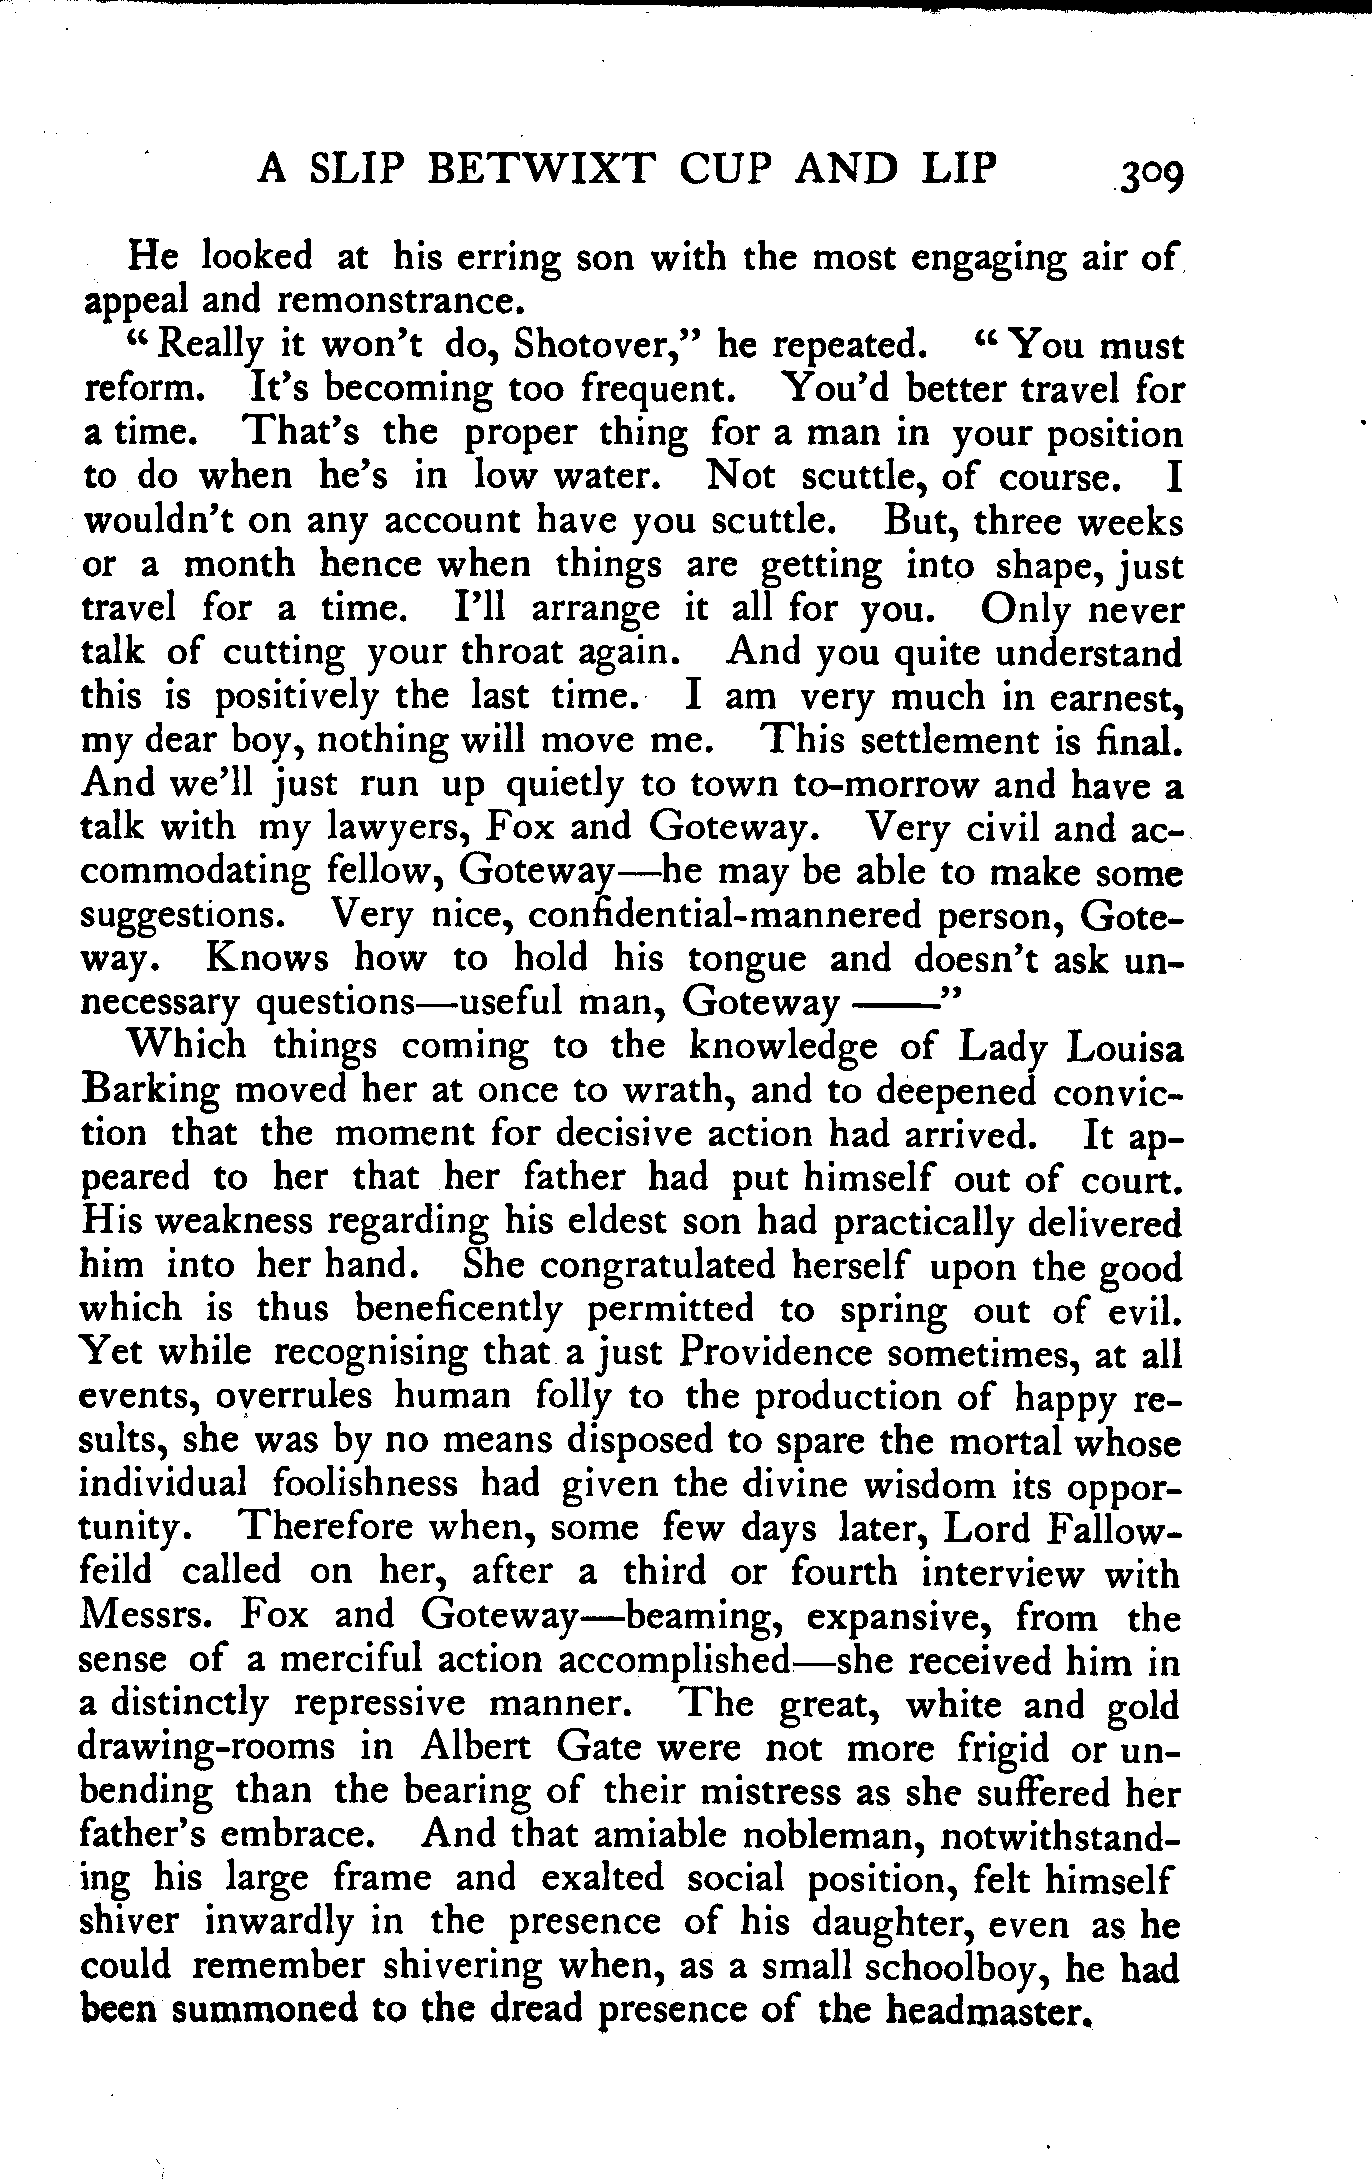 A SLIP BETWIXT CUP AND LIP 309
He looked at his erring son with the most engaging air of
appeal and remonstrance.
“Really it won’t do, Shotover,” he repeated. “You must
reform. It’s becoming too frequent. You’d better travel for
a time. That’s the proper thing for a man in your position
to do when he’s in low water. Not scuttle, of course. I
wouldn’t on any account have you scuttle. But, three weeks
or a month hence when things are getting into shape, just
travel for a time. I’ll arrange it all for you. Only never
talk of cutting your throat again. And you quite understand
this is positively the last time. I am very much in earnest,
my dear boy, nothing will move me. This settlement is final.
And we’ll just run up quietly to town to-morrow and have a
talk with my lawyers, Fox and Goteway. Very civil and ac-
commodating fellow, Goteway—he may be able to make some
suggestions. Very nice, confidential-mannered person, Gote-
way. Knows how to hold his tongue and doesn’t ask un-
necessary questions—useful man, Goteway ——”
Which things coming to the knowledge of Lady Louisa
Barking moved her at once to wrath, and to deepened convic-
tion that the moment for decisive action had arrived. It ap-
peared to her that her father had put himself out of court.
His weakness regarding his eldest son had practically delivered
him into her hand. She congratulated herself upon the good
which is thus beneficently permitted to spring out of evil.
Yet while recognising that a just Providence sometimes, at all
events, overrules human folly to the production of happy re-
sults, she was by no means disposed to spare the mortal whose
individual foolishness had given the divine wisdom its oppor-
tunity. Therefore when, some few days later, Lord Fallow-
feild called on her, after a third or fourth interview with
Messrs. Fox and Goteway—beaming, expansive, from the
sense of a merciful action accomplished—she received him in
a distinctly repressive manner. The great, white and gold
drawing-rooms in Albert Gate were not more frigid or un-
bending than the bearing of their mistress as she suffered her
father’s embrace. And that amiable nobleman, notwithstand-
ing his large frame and exalted social position, felt himself
shiver inwardly in the presence of his daughter, even as he
could remember shivering when, as a small schoolboy, he had
been summoned to the dread presence of the headmaster.